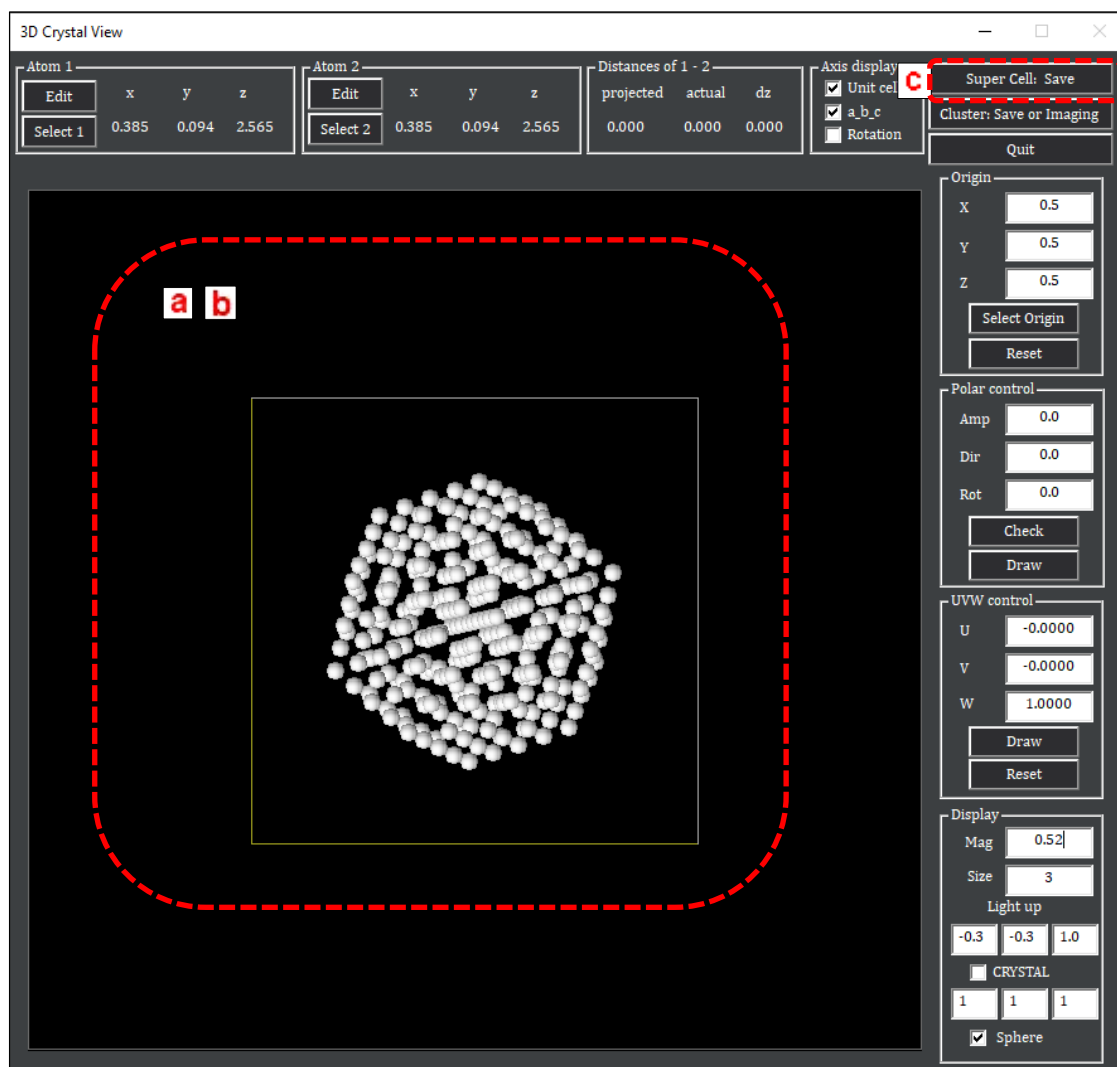 3D Crystal View
Atom 1
Edit x y z
Select 1 0.385 0.094 2.565
Atom 2
Edit x y z
Select 2 0.385 0.094 2.565
Distances of 1 - 2
projected actual dz
0.000 0.000 0.000
Axis display
Unit cell
a_b_c
Rotation
c
Super Cell: Save
Cluster: Save or Imaging
Quit
a b
Origin
X 0.5
Y 0.5
Z 0.5
Select Origin
Reset
Polar control
Amp 0.0
Dir 0.0
Rot 0.0
Check
Draw
UVW control
U -0.0000
V -0.0000
W 1.0000
Draw
Reset
Display
Mag 0.52
Size 3
Light up
-0.3 -0.3 1.0
CRYSTAL
1 1 1
Sphere